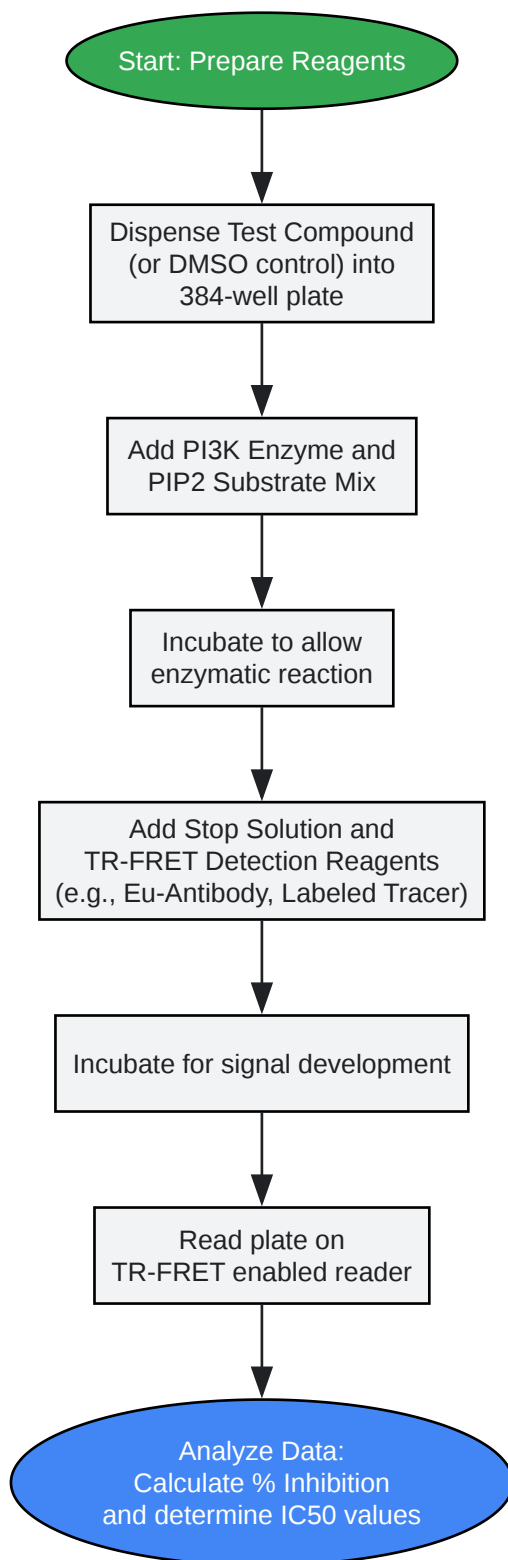 Start: Prepare Reagents
Dispense Test Compound
(or DMSO control) into
384-well plate
Add PI3K Enzyme and
PIP2 Substrate Mix
Incubate to allow
enzymatic reaction
Add Stop Solution and
TR-FRET Detection Reagents
(e.g., Eu-Antibody, Labeled Tracer)
Incubate for signal development
Read plate on
TR-FRET enabled reader
Analyze Data:
Calculate % Inhibition
and determine IC50 values